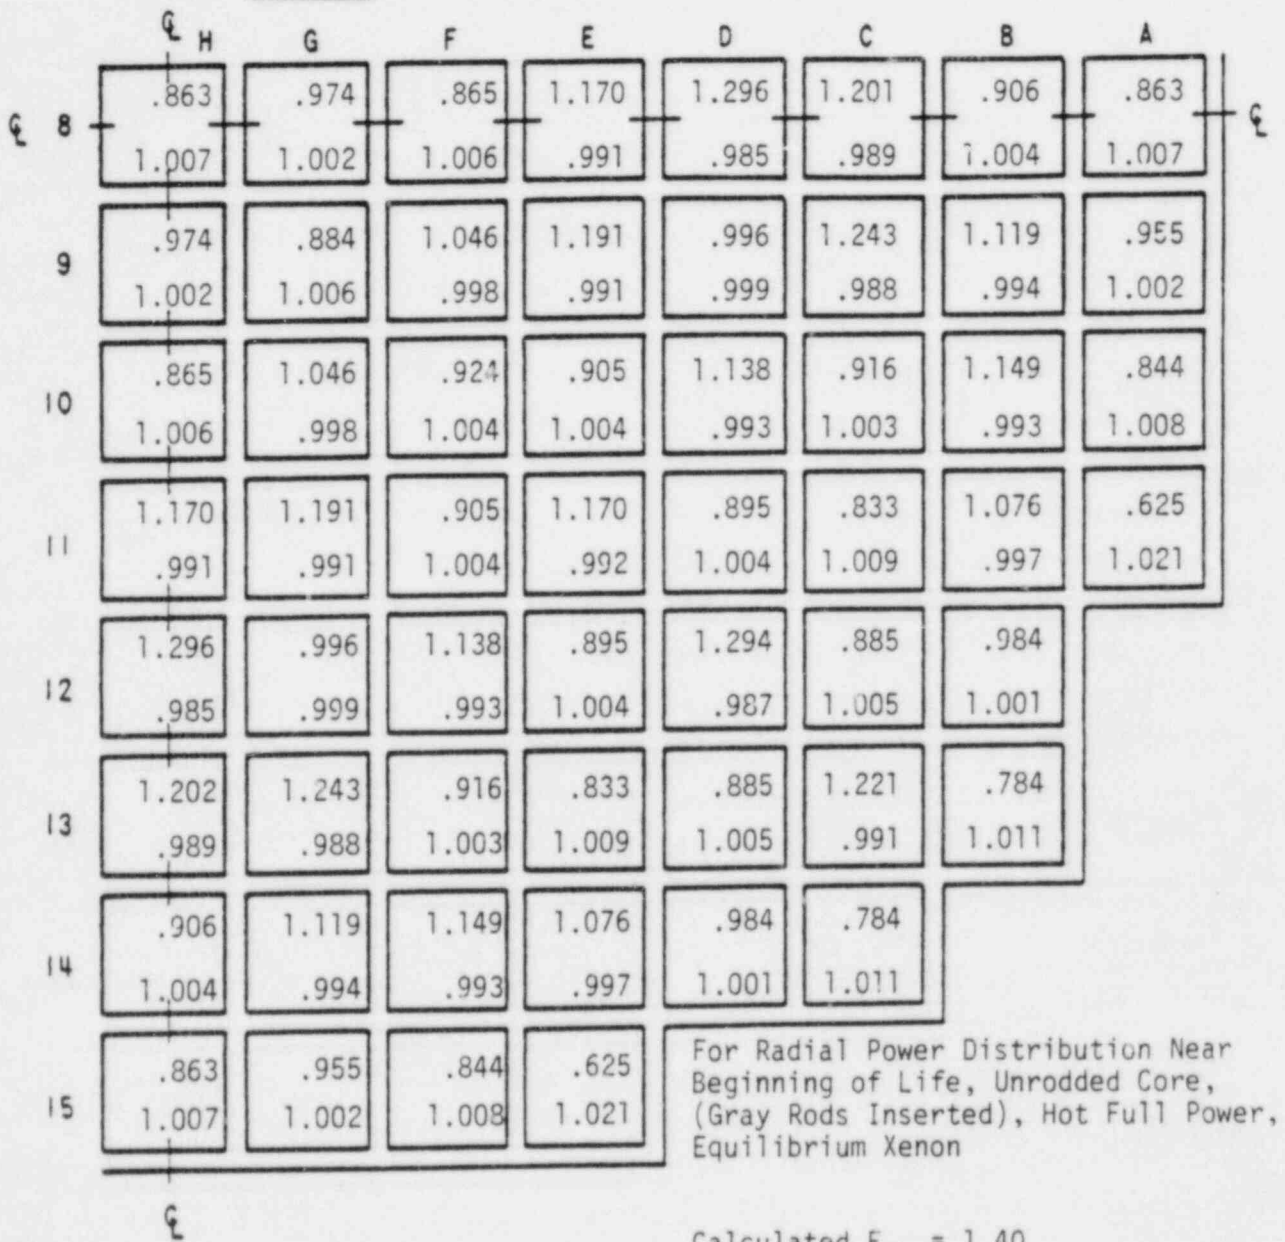 ℄ H G F E D C B A
.863 .974 .865 1.170 1.296 1.201 .906 .863
℄ 8 ℄
1.007 1.002 1.006 .991 .985 .989 1.004 1.007
.974 .884 1.046 1.191 .996 1.243 1.119 .955
9
1.002 1.006 .998 .991 .999 .988 .994 1.002
.865 1.046 .924 .905 1.138 .916 1.149 .844
10
1.006 .998 1.004 1.004 .993 1.003 .993 1.008
1.170 1.191 .905 1.170 .895 .833 1.076 .625
11
.991 .991 1.004 .992 1.004 1.009 .997 1.021
1.296 .996 1.138 .895 1.294 .885 .984
12
.985 .999 .993 1.004 .987 1.005 1.001
1.202 1.243 .916 .833 .885 1.221 .784
13
.989 .988 1.003 1.009 1.005 .991 1.011
.906 1.119 1.149 1.076 .984 .784
14
1.004 .994 .993 .997 1.001 1.011
.863 .955 .844 .625
15
1.007 1.002 1.008 1.021
℄
For Radial Power Distribution Near
Beginning of Life, Unrodded Core,
(Gray Rods Inserted), Hot Full Power,
Equilibrium Xenon
Calculated F = 1.40